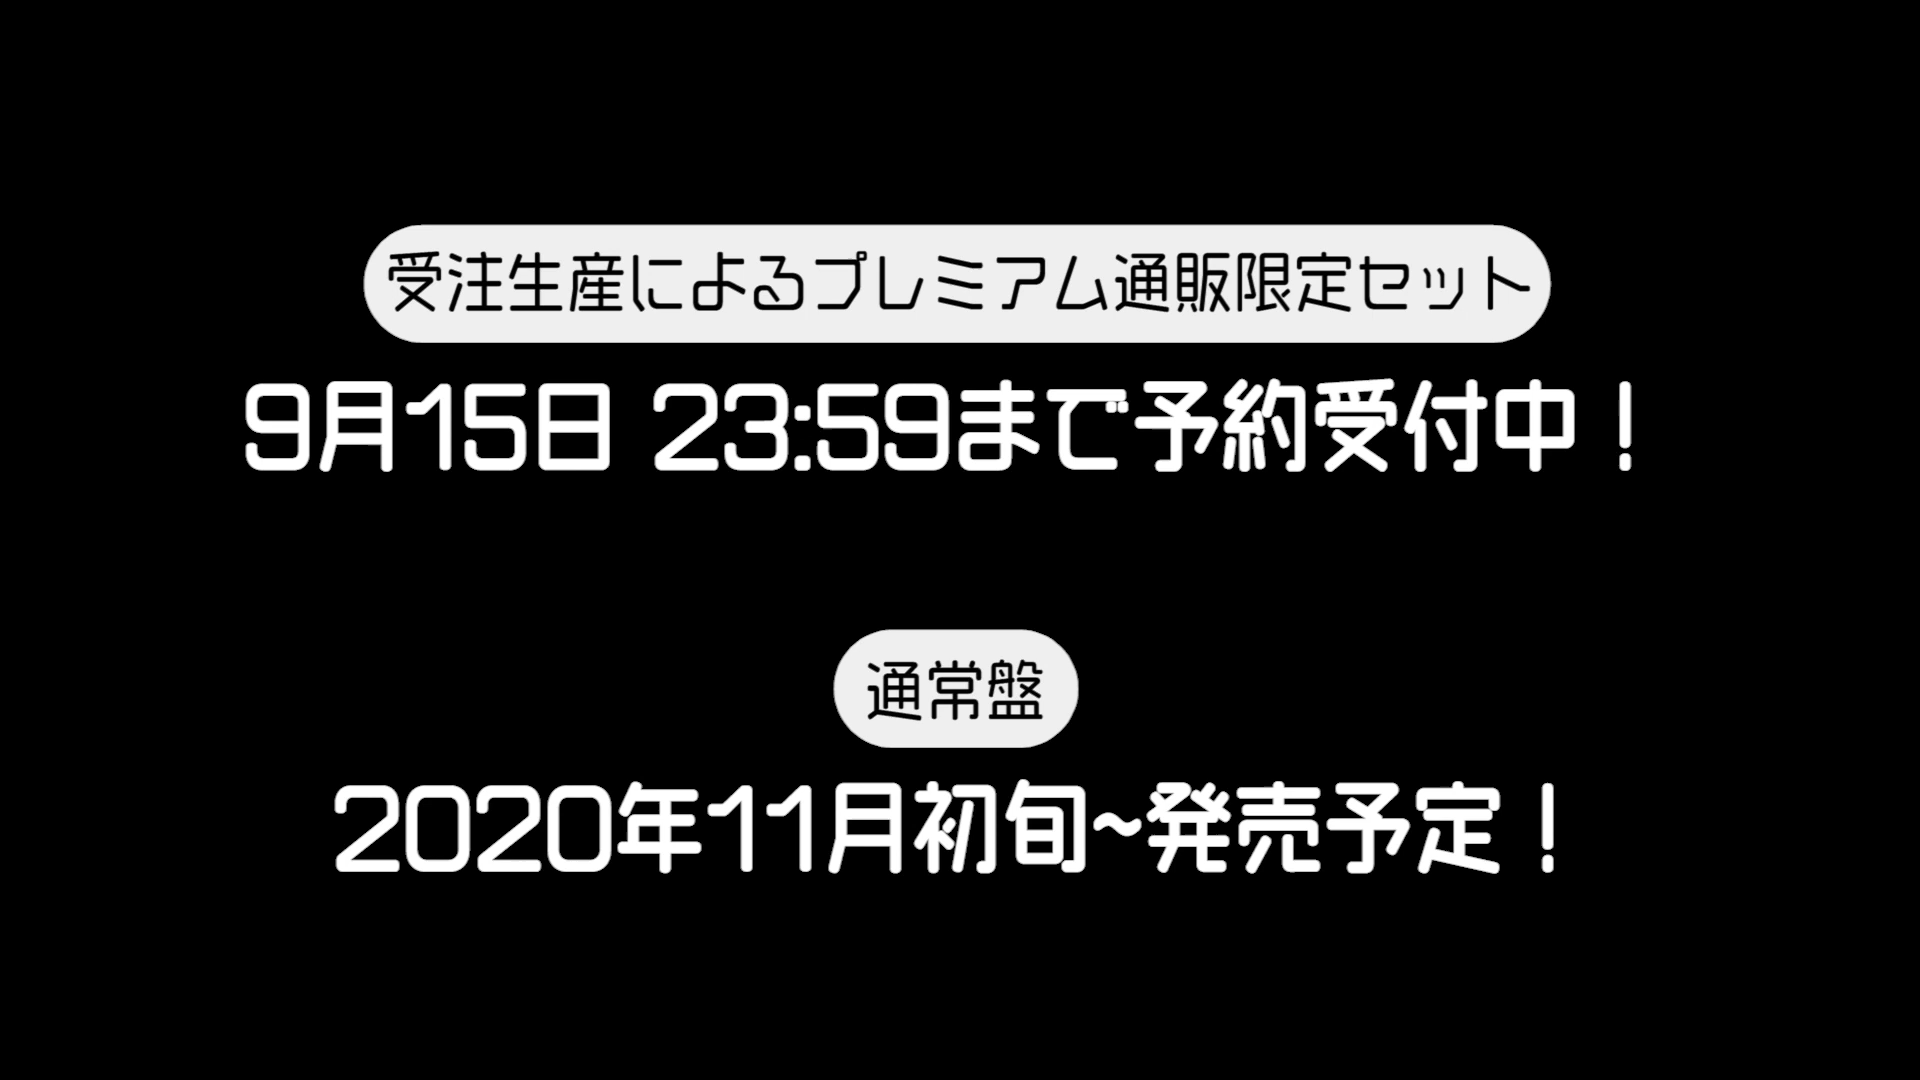 受注生産によるプレミアム通販限定セット
9月15日 23:59まで予約受付中！
通常盤
2020年11月初旬~発売予定！